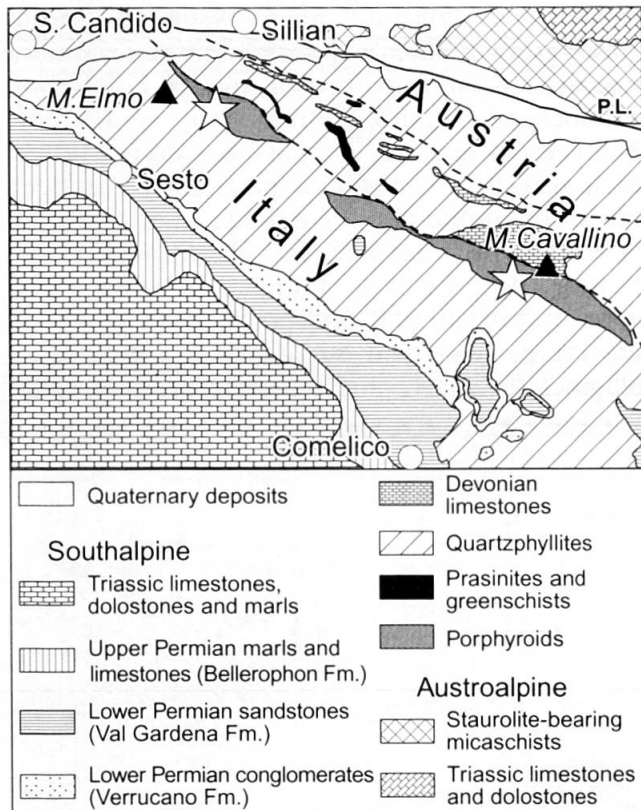 S. Candido
Sillian
M.Elmo
Austria
P.L.
Sesto
Italy
M.Cavallino
Comelico
Quaternary deposits
Southalpine
Triassic limestones,
dolostones and marls
Upper Permian marls and
limestones (Bellerophon Fm.)
Lower Permian sandstones
(Val Gardena Fm.)
Lower Permian conglomerates
(Verrucano Fm.)
Devonian
limestones
Quartzphyllites
Prasinites and
greenschists
Porphyroids
Austroalpine
Staurolite-bearing
micaschists
Triassic limestones
and dolostones